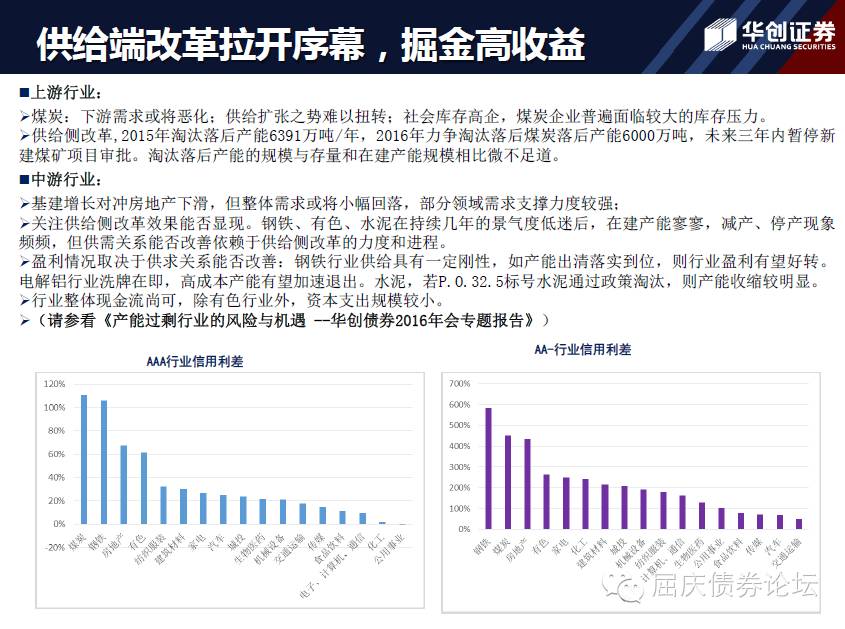 供给端改革拉开序幕，掘金高收益
华创证券
HUA CHUANG SECURITIES
■上游行业：
➢煤炭：下游需求或将恶化；供给扩张之势难以扭转；社会库存高企，煤炭企业普遍面临较大的库存压力。
➢供给侧改革,2015年淘汰落后产能6391万吨/年，2016年力争淘汰落后煤炭落后产能6000万吨，未来三年内暂停新
建煤矿项目审批。淘汰落后产能的规模与存量和在建产能规模相比微不足道。
■中游行业：
➢基建增长对冲房地产下滑，但整体需求或将小幅回落，部分领域需求支撑力度较强；
➢关注供给侧改革效果能否显现。钢铁、有色、水泥在持续几年的景气度低迷后，在建产能寥寥，减产、停产现象
频频，但供需关系能否改善依赖于供给侧改革的力度和进程。
➢盈利情况取决于供求关系能否改善：钢铁行业供给具有一定刚性，如产能出清落实到位，则行业盈利有望好转。
电解铝行业洗牌在即，高成本产能有望加速退出。水泥，若P.O.32.5标号水泥通过政策淘汰，则产能收缩较明显。
➢行业整体现金流尚可，除有色行业外，资本支出规模较小。
➢（请参看《产能过剩行业的风险与机遇 --华创债券2016年会专题报告》）
AAA行业信用利差
120%
100%
80%
60%
40%
20%
0%
-20%
煤炭
钢铁
房地产
有色
纺织服装
建筑材料
家电
汽车
城投
生物医药
机械设备
交通运输
传媒
食品饮料
电子、计算机、通信
化工
公用事业
AA-行业信用利差
700%
600%
500%
400%
300%
200%
100%
0%
钢铁
煤炭
房地产
有色
家电
化工
建筑材料
城投
机械设备
纺织服装
计算机、通信
生物医药
公用事业
食品饮料
传媒
汽车
交通运输
屈庆债券论坛